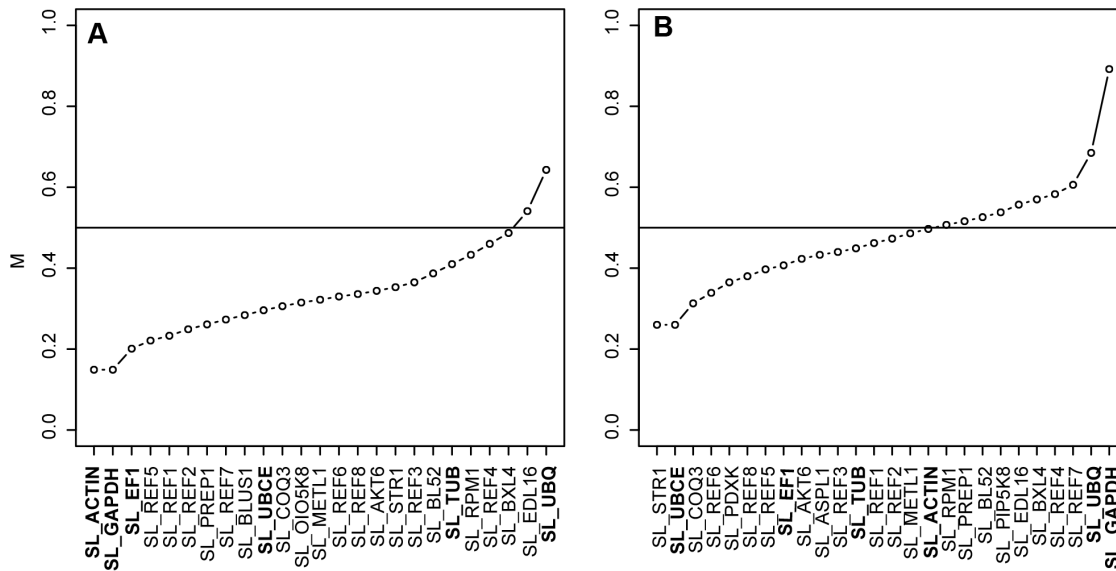 A
B
M
1.0
0.8
0.6
0.4
0.2
0.0
SL_ACTIN
SL_GAPDH
SL_EF1
SL_REF5
SL_REF1
SL_REF2
SL_PREP1
SL_REF7
SL_BLUS1
SL_UBCE
SL_COQ3
SL_OIO5K8
SL_METL1
SL_REF6
SL_REF8
SL_AKT6
SL_STR1
SL_REF3
SL_BL52
SL_TUB
SL_RPM1
SL_REF4
SL_BXL4
SL_EDL16
SL_UBQ
1.0
0.8
0.6
0.4
0.2
0.0
SL_STR1
SL_UBCE
SL_COQ3
SL_REF6
SL_PDXK
SL_REF8
SL_REF5
SL_EF1
SL_AKT6
SL_ASPL1
SL_REF3
SL_TUB
SL_REF1
SL_REF2
SL_METL1
SL_ACTIN
SL_RPM1
SL_PREP1
SL_BL52
SL_PIP5K8
SL_EDL16
SL_BXL4
SL_REF4
SL_REF7
SL_UBQ
SL_GAPDH